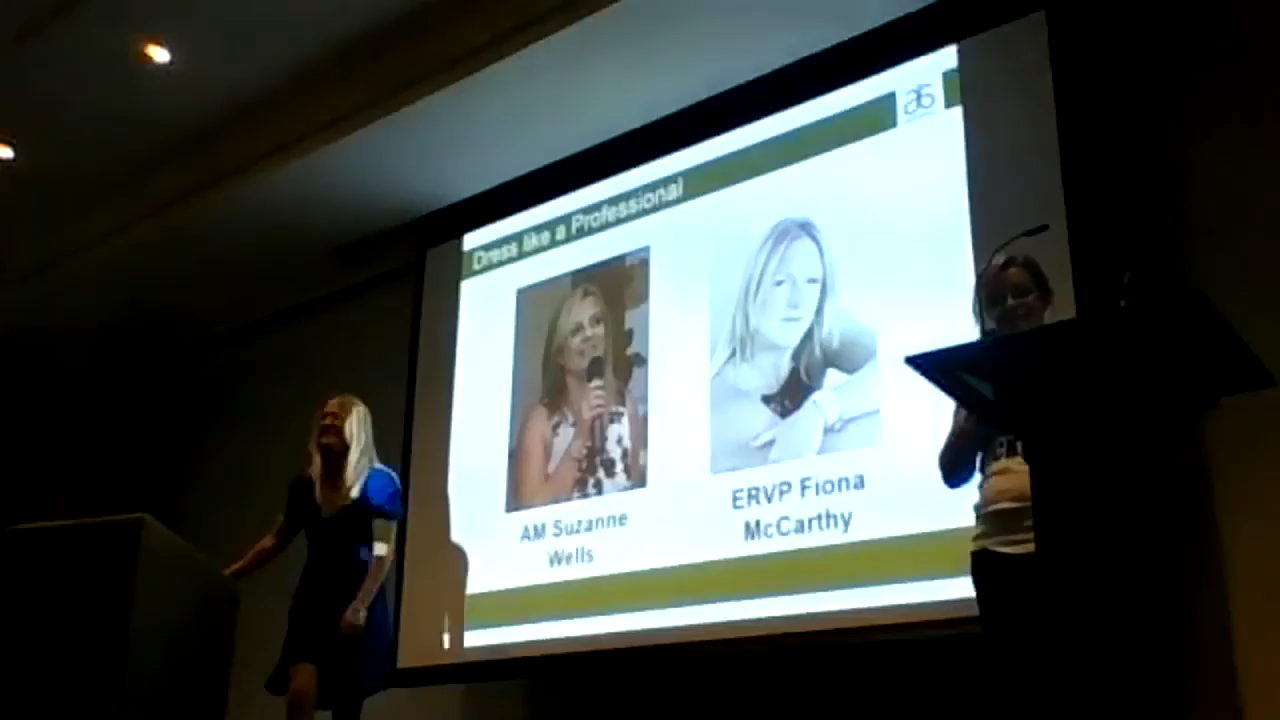 Dress like a Professional
AM Suzanne
Wells
ERVP Fiona
McCarthy